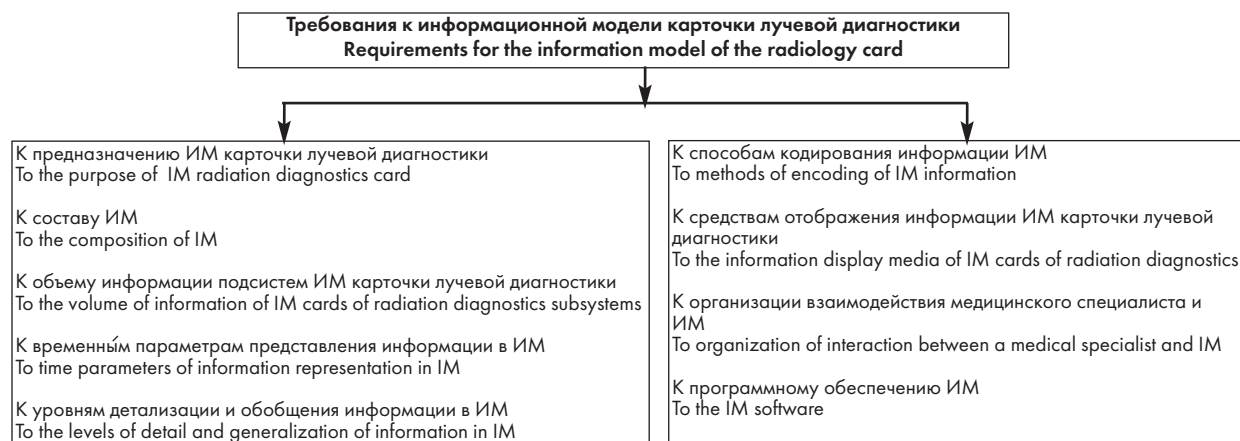 Требования к информационной модели карточки лучевой диагностики
Requirements for the information model of the radiology card
К предназначению ИМ карточки лучевой диагностики
To the purpose of IM radiation diagnostics card
К составу ИМ
To the composition of IM
К объему информации подсистем ИМ карточки лучевой диагностики
To the volume of information of IM cards of radiation diagnostics subsystems
К временны́м параметрам представления информации в ИМ
To time parameters of information representation in IM
К уровням детализации и обобщения информации в ИМ
To the levels of detail and generalization of information in IM
К способам кодирования информации ИМ
To methods of encoding of IM information
К средствам отображения информации ИМ карточки лучевой
диагностики
To the information display media of IM cards of radiation diagnostics
К организации взаимодействия медицинского специалиста и
ИМ
To organization of interaction between a medical specialist and IM
К программному обеспечению ИМ
To the IM software